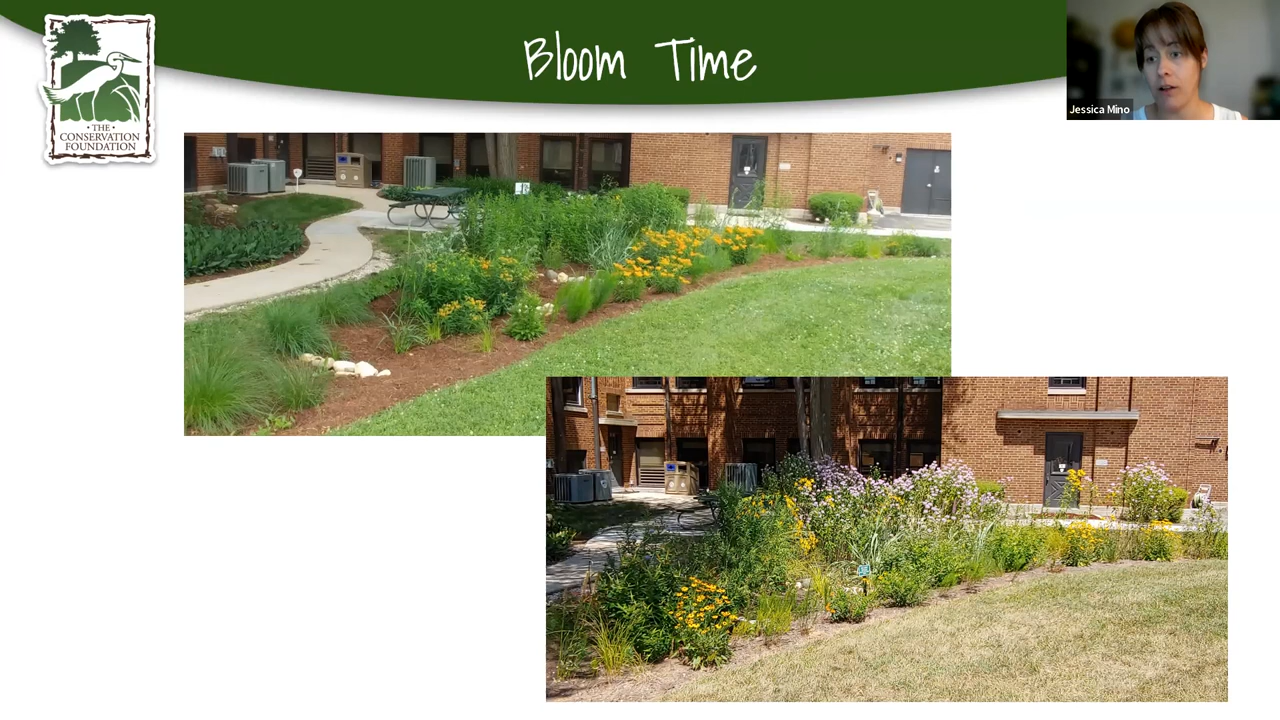 Bloom Time
Jessica Mino
• THE •
CONSERVATION
FOUNDATION